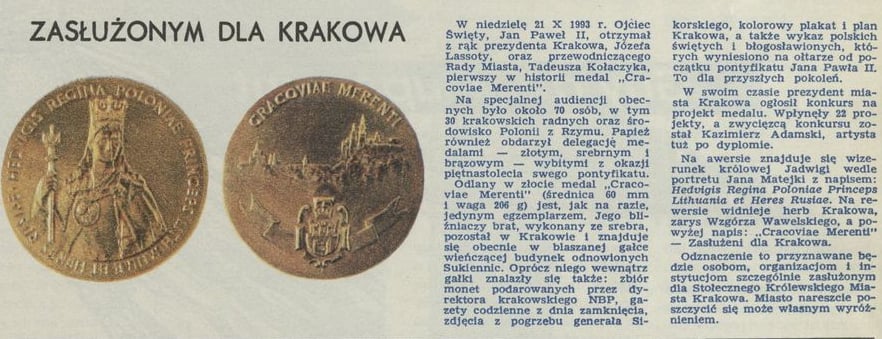 ZASŁUŻONYM DLA KRAKOWA
HEDVIGIS REGINA POLONIAE PRINCEPS
CRACOVIAE MERENTI
W niedzielę 21 X 1993 r. Ojciec
Święty, Jan Paweł II, otrzymał
z rąk prezydenta Krakowa, Józefa
Lassoty, oraz przewodniczącego
Rady Miasta, Tadeusza Kołaczyka,
pierwszy w historii medal „Cra-
coviae Merenti".
Na specjalnej audiencji obec-
nych było około 70 osób, w tym
30 krakowskich radnych oraz śro-
dowisko Polonii z Rzymu. Papież
również obdarzył delegację me-
dalami — złotym, srebrnym i
brązowym — wybitymi z okazji
piętnastolecia swego pontyfikatu.
Odlany w złocie medal „Craco-
viae Merenti" (średnica 60 mm
i waga 206 g) jest, jak na razie,
jedynym egzemplarzem. Jego bli-
źniaczy brat, wykonany ze srebra,
pozostał w Krakowie i znajduje
się obecnie w blaszanej gałce
wieńczącej budynek odnowionych
Sukiennic. Oprócz niego wewnątrz
gałki znalazły się także: zbiór
monet podarowanych przez dy-
rektora krakowskiego NBP, ga-
zety codzienne z dnia zamknięcia,
zdjęcia z pogrzebu generała Si-
korskiego, kolorowy plakat i plan
Krakowa, a także wykaz polskich
świętych i błogosławionych, któ-
rych wyniesiono na ołtarze od po-
czątku pontyfikatu Jana Pawła II.
To dla przyszłych pokoleń.
W swoim czasie prezydent mia-
sta Krakowa ogłosił konkurs na
projekt medalu. Wpłynęły 22 pro-
jekty, a zwycięzcą konkursu zo-
stał Kazimierz Adamski, artysta
tuż po dyplomie.
Na awersie znajduje się wize-
runek królowej Jadwigi wedle
portretu Jana Matejki z napisem:
Hedvigis Regina Poloniae Princeps
Lithuania et Heres Rusiae. Na re-
wersie widnieje herb Krakowa,
zarys Wzgórza Wawelskiego, a po-
wyżej napis: „Cracoviae Merenti"
— Zasłużeni dla Krakowa.
Odznaczenie to przyznawane bę-
dzie osobom, organizacjom i in-
stytucjom szczególnie zasłużonym
dla Stołecznego Królewskiego Mia-
sta Krakowa. Miasto nareszcie po-
szczycić się może własnym wyróż-
nieniem.